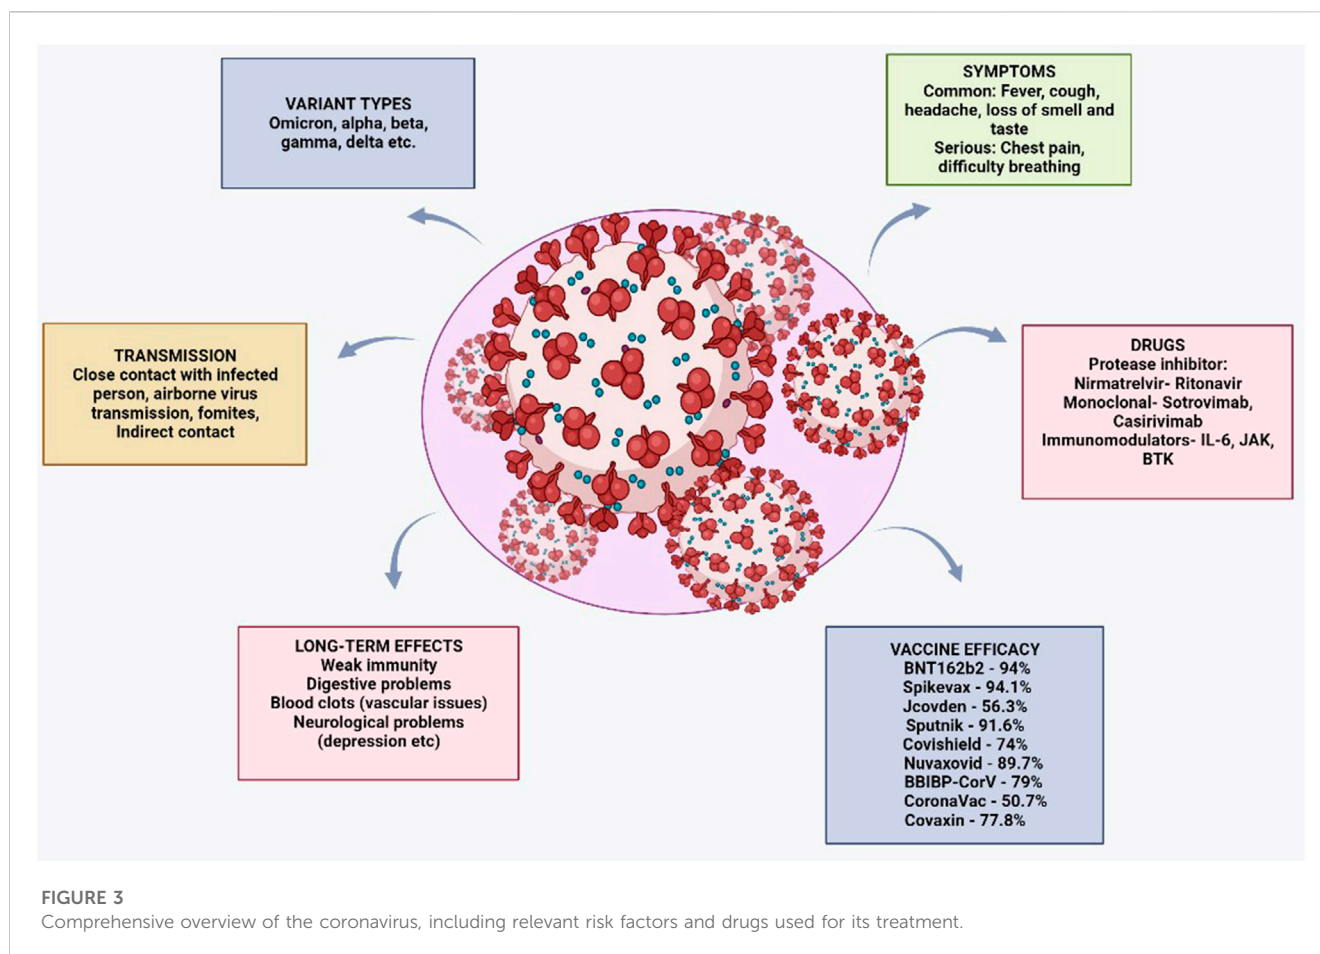 VARIANT TYPES
Omicron, alpha, beta,
gamma, delta etc.
SYMPTOMS
Common: Fever, cough,
headache, loss of smell and
taste
Serious: Chest pain,
difficulty breathing
TRANSMISSION
Close contact with infected
person, airborne virus
transmission, fomites,
Indirect contact
DRUGS
Protease inhibitor:
Nirmatrelvir- Ritonavir
Monoclonal- Sotrovimab,
Casirivimab
Immunomodulators- IL-6, JAK,
BTK
LONG-TERM EFFECTS
Weak immunity
Digestive problems
Blood clots (vascular issues)
Neurological problems
(depression etc)
VACCINE EFFICACY
BNT162b2 - 94%
Spikevax - 94.1%
Jcovden - 56.3%
Sputnik - 91.6%
Covishield - 74%
Nuvaxovid - 89.7%
BBIBP-CorV - 79%
CoronaVac - 50.7%
Covaxin - 77.8%
FIGURE 3
Comprehensive overview of the coronavirus, including relevant risk factors and drugs used for its treatment.